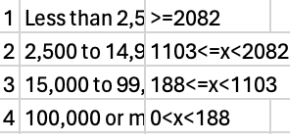 1 Less than 2,5 >=2082
2 2,500 to 14,9 1103<=x<2082
3 15,000 to 99, 188<=x<1103
4 100,000 or m 0<x<188